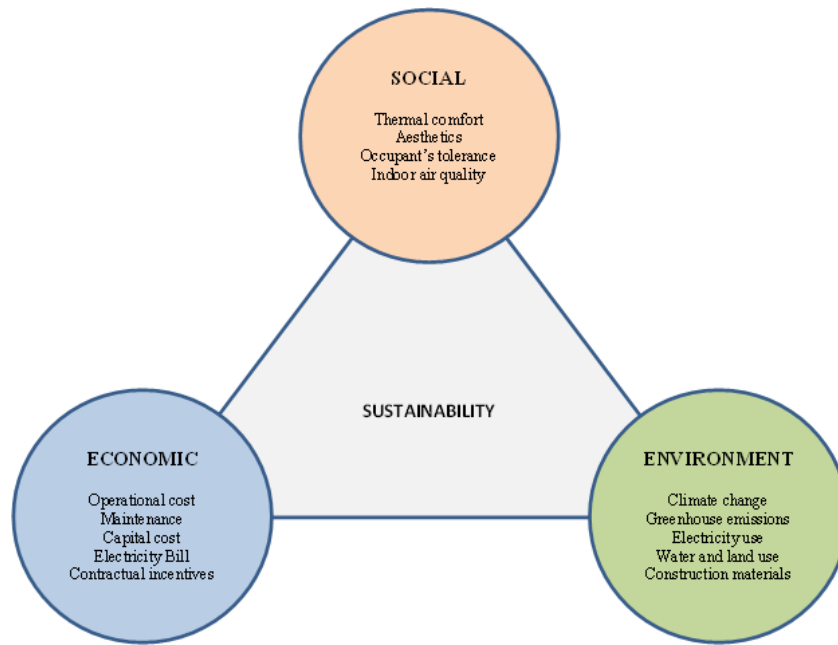 SOCIAL
Thermal comfort
Aesthetics
Occupant's tolerance
Indoor air quality
SUSTAINABILITY
ECONOMIC
Operational cost
Maintenance
Capital cost
Electricity Bill
Contractual incentives
ENVIRONMENT
Climate change
Greenhouse emissions
Electricity use
Water and land use
Construction materials